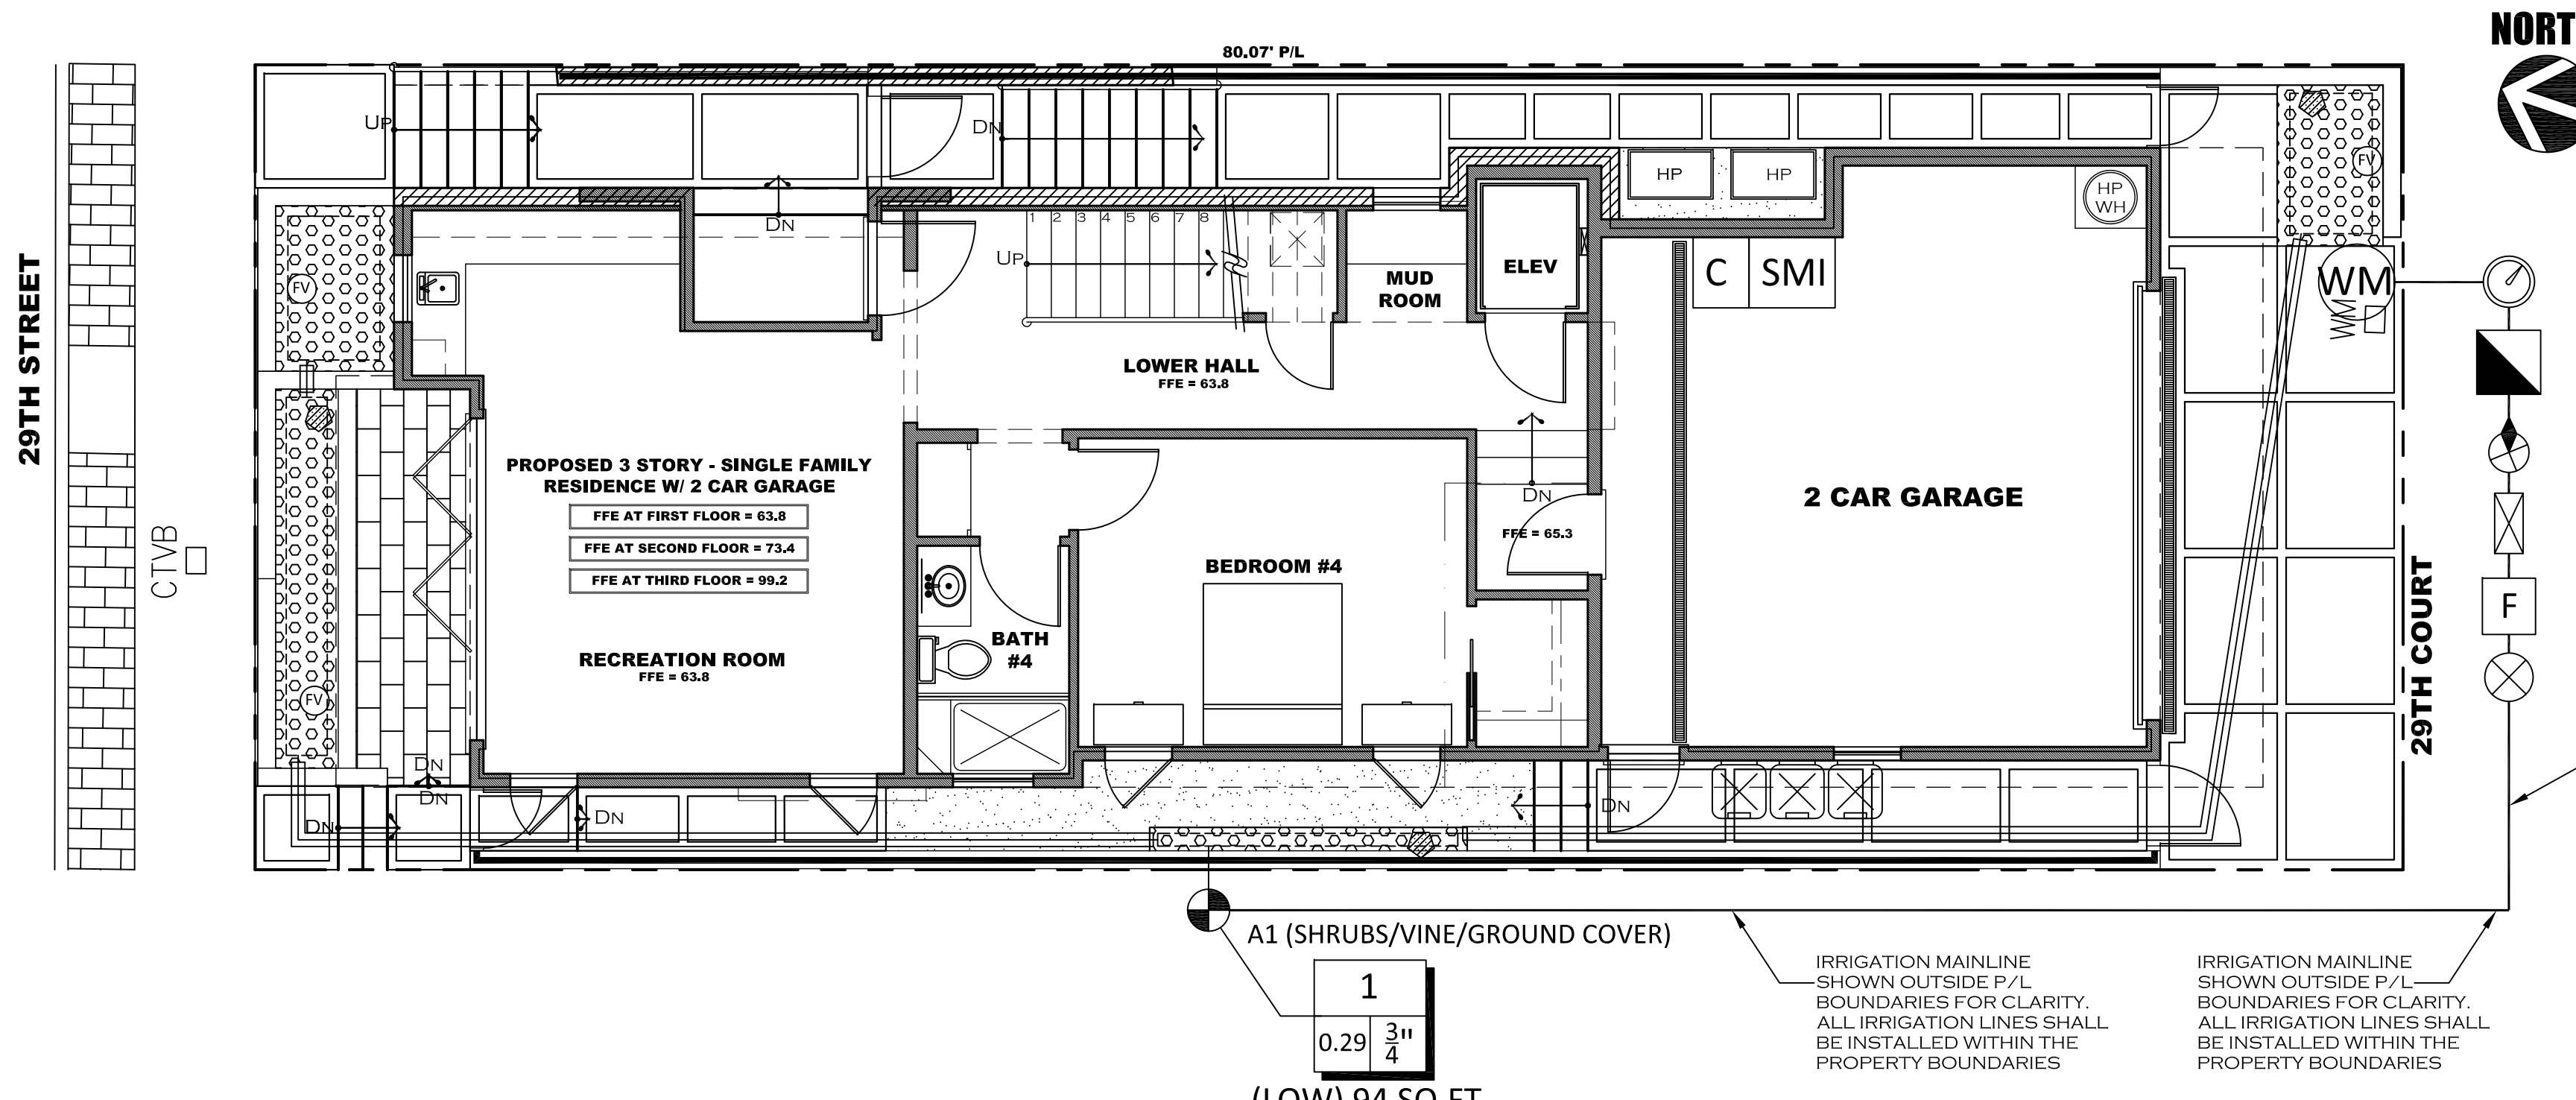 NORT
80.07' P/L
29TH STREET
CTVB
UP
DN
DN
HP
HP
HP
WH
FV
FV
FV
1 2 3 4 5 6 7 8
UP
MUD
ROOM
ELEV
C
SMI
WM
WM
LOWER HALL
FFE = 63.8
PROPOSED 3 STORY - SINGLE FAMILY
RESIDENCE W/ 2 CAR GARAGE
FFE AT FIRST FLOOR = 63.8
FFE AT SECOND FLOOR = 73.4
FFE AT THIRD FLOOR = 99.2
RECREATION ROOM
FFE = 63.8
BATH
#4
BEDROOM #4
DN
FFE = 65.3
2 CAR GARAGE
29TH COURT
F
DN
DN
DN
DN
DN
A1 (SHRUBS/VINE/GROUND COVER)
1
0.29
3/4"
(LOW) 94 SQ FT
IRRIGATION MAINLINE
SHOWN OUTSIDE P/L
BOUNDARIES FOR CLARITY.
ALL IRRIGATION LINES SHALL
BE INSTALLED WITHIN THE
PROPERTY BOUNDARIES
IRRIGATION MAINLINE
SHOWN OUTSIDE P/L
BOUNDARIES FOR CLARITY.
ALL IRRIGATION LINES SHALL
BE INSTALLED WITHIN THE
PROPERTY BOUNDARIES